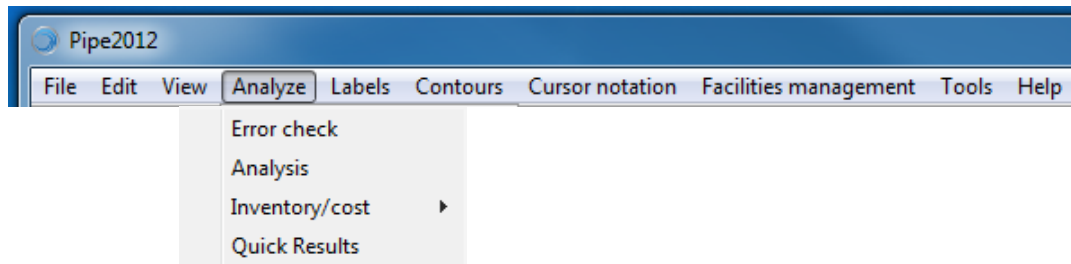 Pipe2012
File Edit View Analyze Labels Contours Cursor notation Facilities management Tools Help
Error check
Analysis
Inventory/cost
Quick Results